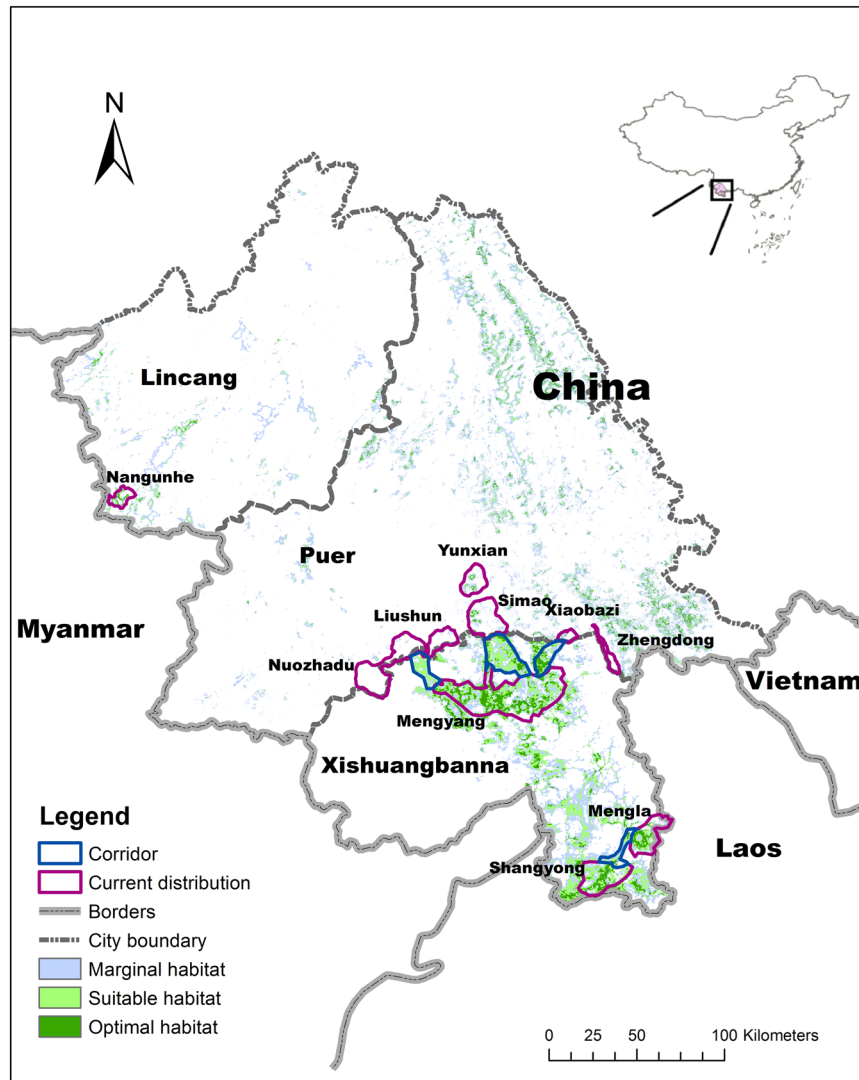 N
China
Lincang
Nangunhe
Puer
Yunxian
Simao
Xiaobazi
Liushun
Zhengdong
Myanmar
Nuozhadu
Vietnam
Mengyang
Xishuangbanna
Mengla
Laos
Shangyong
Legend
Corridor
Current distribution
Borders
City boundary
Marginal habitat
Suitable habitat
Optimal habitat
0 25 50 100 Kilometers